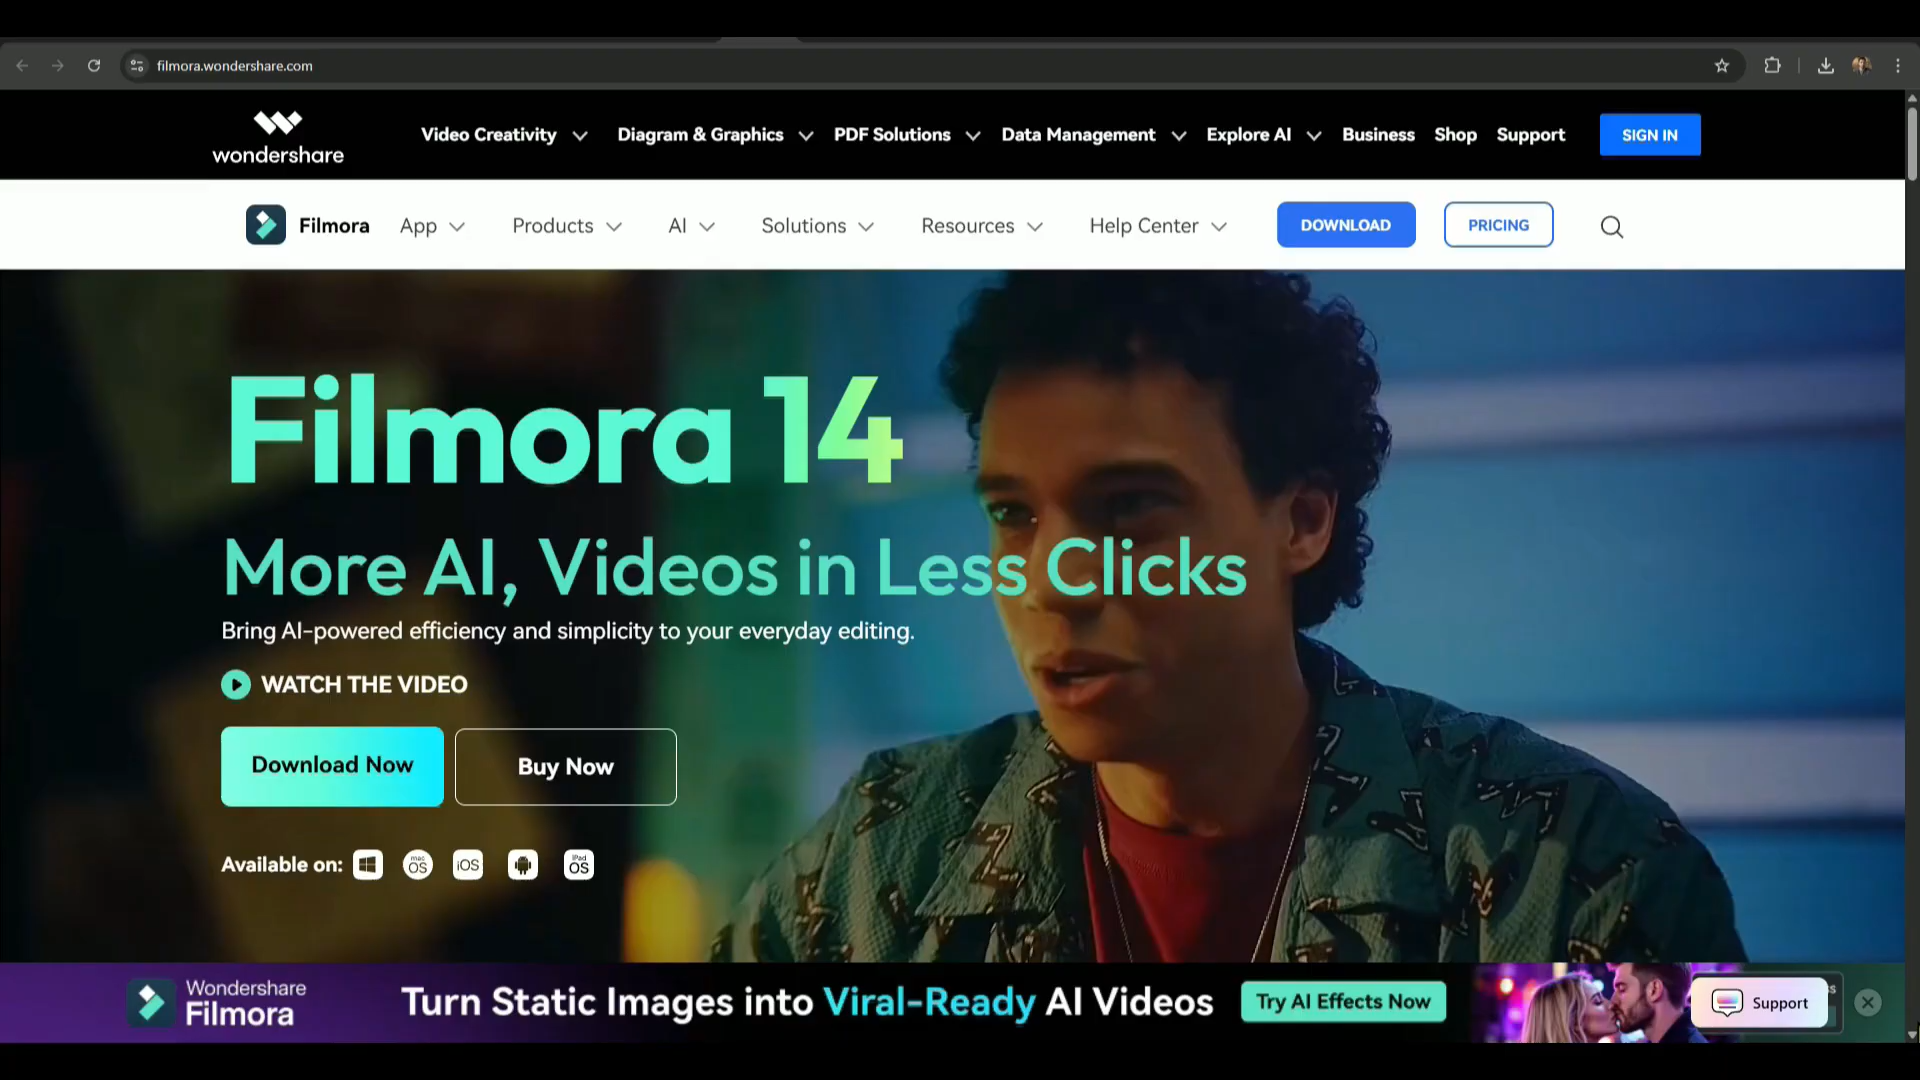 filmora.wondershare.com
wondershare
Video Creativity
Diagram & Graphics
PDF Solutions
Data Management
Explore AI
Business
Shop
Support
SIGN IN
Filmora
App
Products
AI
Solutions
Resources
Help Center
DOWNLOAD
PRICING
Filmora 14
More AI, Videos in Less Clicks
Bring AI-powered efficiency and simplicity to your everyday editing.
WATCH THE VIDEO
Download Now
Buy Now
Available on:
mac OS
iOS
iPad OS
Wondershare
Filmora
Turn Static Images into Viral-Ready AI Videos
Try AI Effects Now
Support